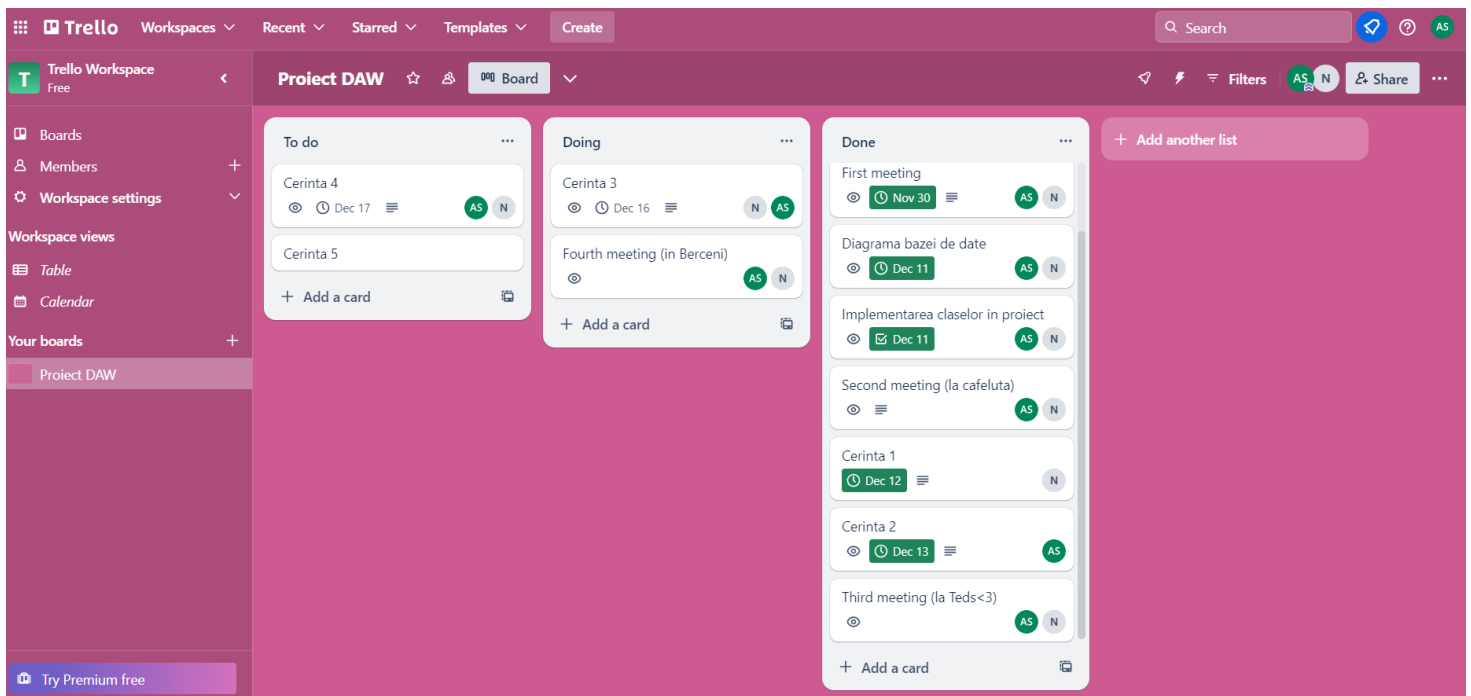 Trello
Workspaces
Recent
Starred
Templates
Create
Search
AS
T
Trello Workspace
Free
Proiect DAW
Board
Filters
AS
N
Share
Boards
Members
Workspace settings
Workspace views
Table
Calendar
Your boards
Proiect DAW
Try Premium free
To do
Cerinta 4
Dec 17
AS
N
Cerinta 5
Add a card
Doing
Cerinta 3
Dec 16
N
AS
Fourth meeting (in Berceni)
AS
N
Add a card
Done
First meeting
Nov 30
AS
N
Diagrama bazei de date
Dec 11
AS
N
Implementarea claselor in proiect
Dec 11
AS
N
Second meeting (la cafeluta)
AS
N
Cerinta 1
Dec 12
N
Cerinta 2
Dec 13
AS
Third meeting (la Teds<3)
AS
N
Add a card
Add another list